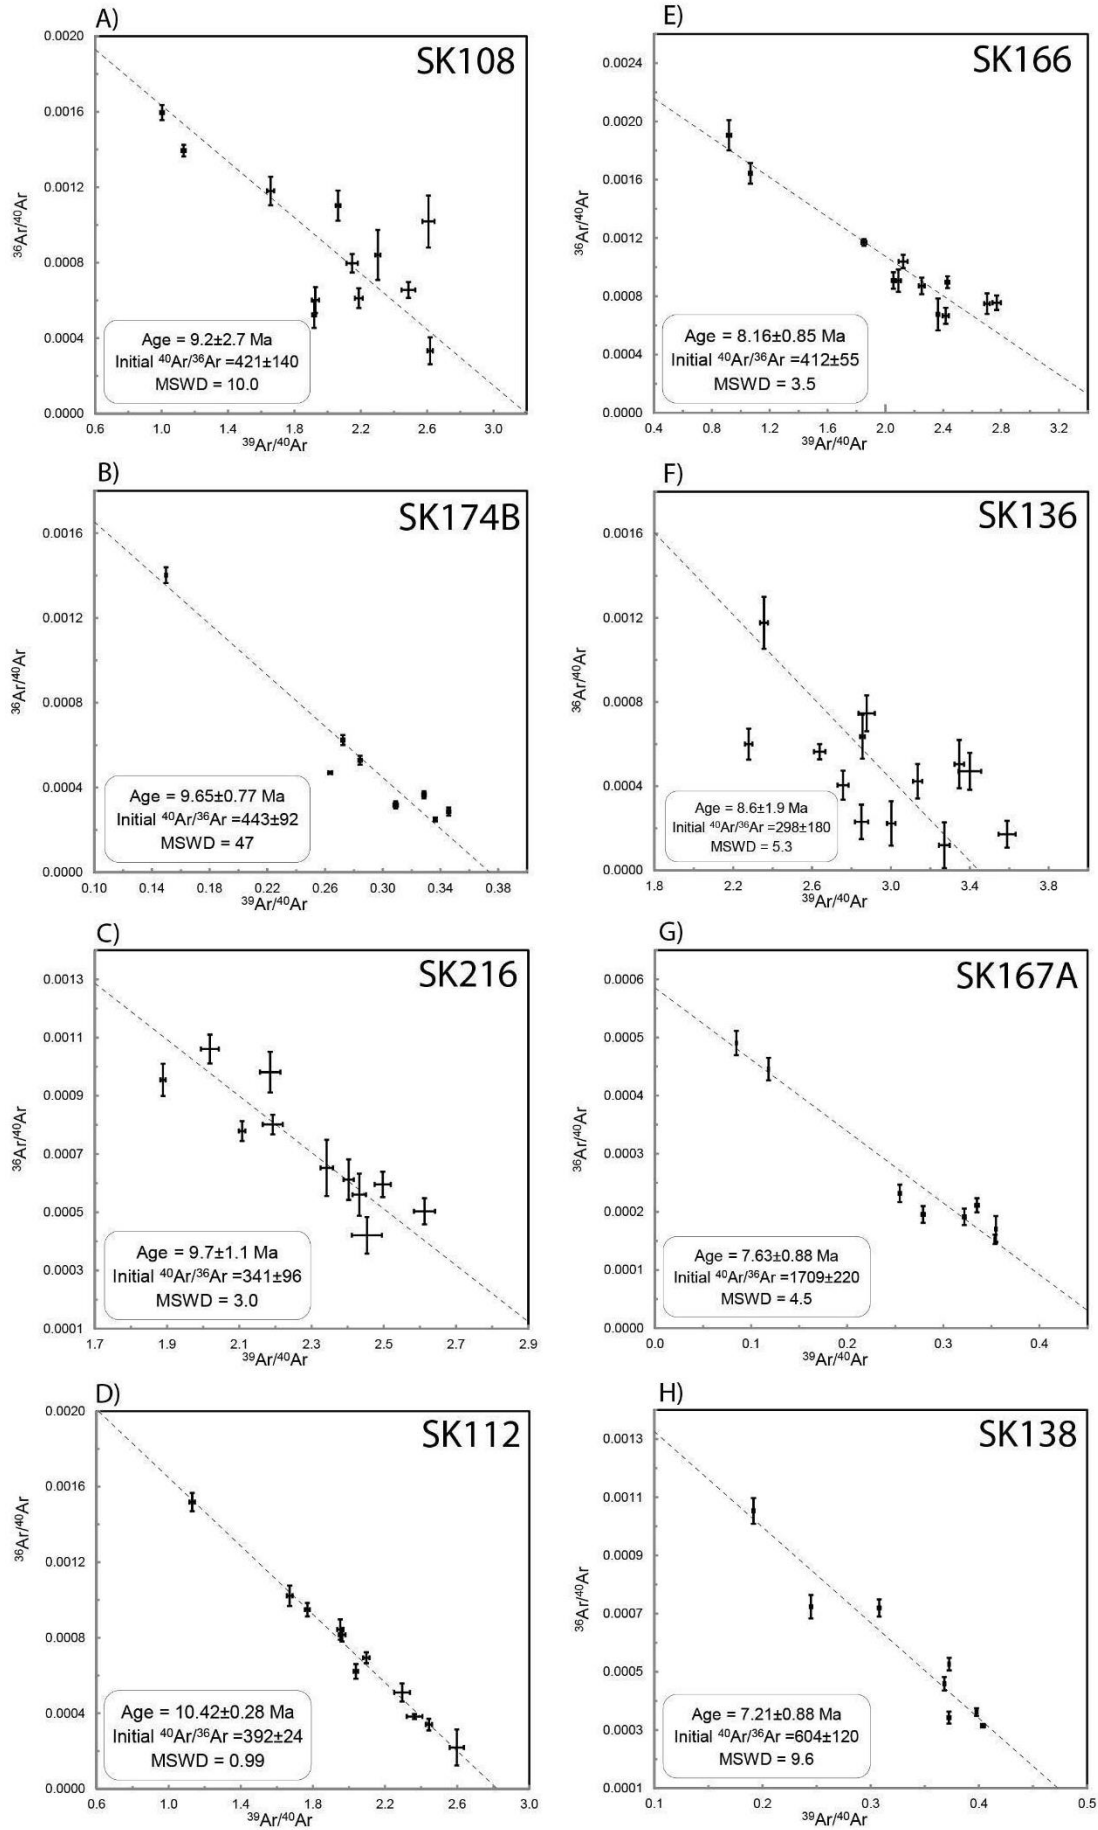 A)
SK108
0.0020
0.0016
0.0012
0.0008
0.0004
0.0000
³⁶Ar/⁴⁰Ar
Age = 9.2±2.7 Ma
Initial ⁴⁰Ar/³⁶Ar =421±140
MSWD = 10.0
0.6 1.0 1.4 1.8 2.2 2.6 3.0
³⁹Ar/⁴⁰Ar
B)
SK174B
0.0016
0.0012
0.0008
0.0004
0.0000
³⁶Ar/⁴⁰Ar
Age = 9.65±0.77 Ma
Initial ⁴⁰Ar/³⁶Ar =443±92
MSWD = 47
0.10 0.14 0.18 0.22 0.26 0.30 0.34 0.38
³⁹Ar/⁴⁰Ar
C)
SK216
0.0013
0.0011
0.0009
0.0007
0.0005
0.0003
0.0001
³⁶Ar/⁴⁰Ar
Age = 9.7±1.1 Ma
Initial ⁴⁰Ar/³⁶Ar =341±96
MSWD = 3.0
1.7 1.9 2.1 2.3 2.5 2.7 2.9
³⁹Ar/⁴⁰Ar
D)
SK112
0.0020
0.0016
0.0012
0.0008
0.0004
0.0000
³⁶Ar/⁴⁰Ar
Age = 10.42±0.28 Ma
Initial ⁴⁰Ar/³⁶Ar =392±24
MSWD = 0.99
0.6 1.0 1.4 1.8 2.2 2.6 3.0
³⁹Ar/⁴⁰Ar
E)
SK166
0.0024
0.0020
0.0016
0.0012
0.0008
0.0004
0.0000
³⁶Ar/⁴⁰Ar
Age = 8.16±0.85 Ma
Initial ⁴⁰Ar/³⁶Ar =412±55
MSWD = 3.5
0.4 0.8 1.2 1.6 2.0 2.4 2.8 3.2
³⁹Ar/⁴⁰Ar
F)
SK136
0.0016
0.0012
0.0008
0.0004
0.0000
³⁶Ar/⁴⁰Ar
Age = 8.6±1.9 Ma
Initial ⁴⁰Ar/³⁶Ar =298±180
MSWD = 5.3
1.8 2.2 2.6 3.0 3.4 3.8
³⁹Ar/⁴⁰Ar
G)
SK167A
0.0006
0.0005
0.0004
0.0003
0.0002
0.0001
0.0000
³⁶Ar/⁴⁰Ar
Age = 7.63±0.88 Ma
Initial ⁴⁰Ar/³⁶Ar =1709±220
MSWD = 4.5
0.0 0.1 0.2 0.3 0.4
³⁹Ar/⁴⁰Ar
H)
SK138
0.0013
0.0011
0.0009
0.0007
0.0005
0.0003
0.0001
³⁶Ar/⁴⁰Ar
Age = 7.21±0.88 Ma
Initial ⁴⁰Ar/³⁶Ar =604±120
MSWD = 9.6
0.1 0.2 0.3 0.4 0.5
³⁹Ar/⁴⁰Ar